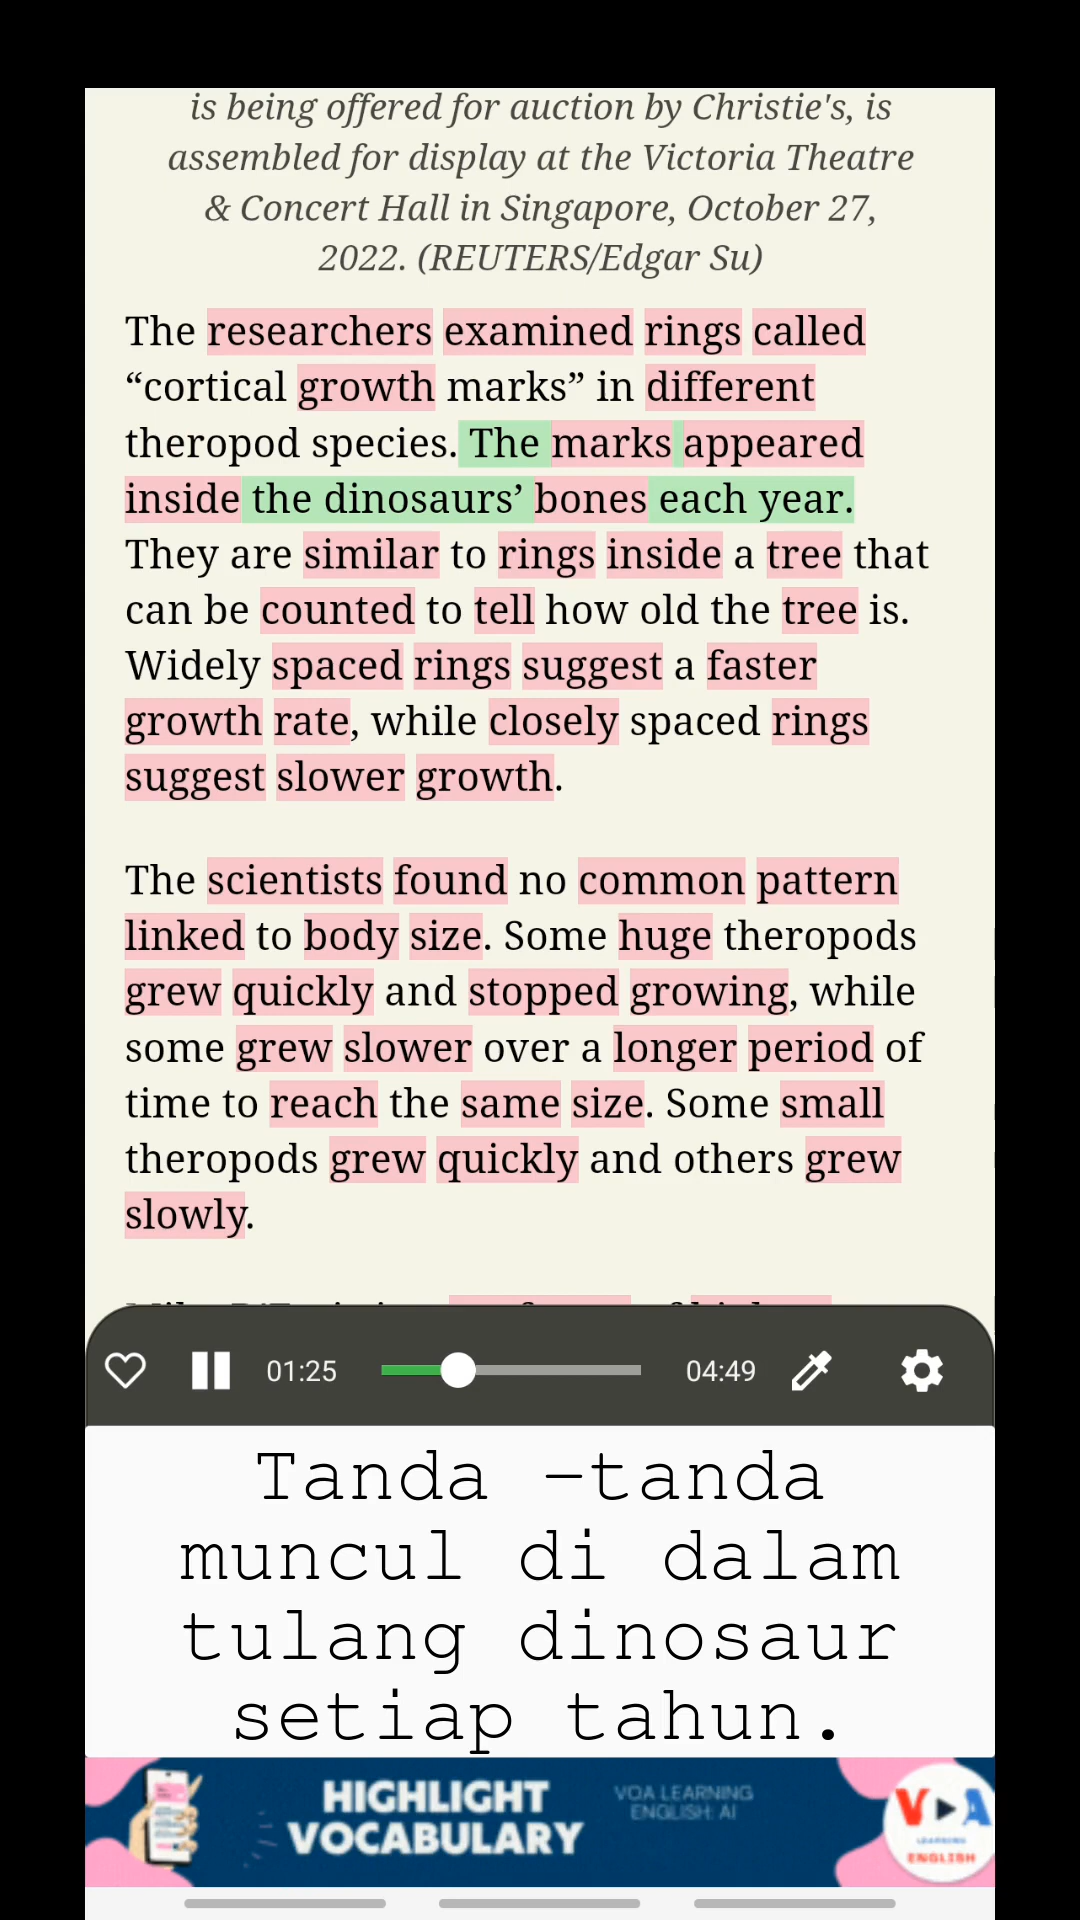 is being offered for auction by Christie's, is
assembled for display at the Victoria Theatre
& Concert Hall in Singapore, October 27,
2022. (REUTERS/Edgar Su)
The researchers examined rings called
“cortical growth marks” in different
theropod species. The marks appeared
inside the dinosaurs’ bones each year.
They are similar to rings inside a tree that
can be counted to tell how old the tree is.
Widely spaced rings suggest a faster
growth rate, while closely spaced rings
suggest slower growth.
The scientists found no common pattern
linked to body size. Some huge theropods
grew quickly and stopped growing, while
some grew slower over a longer period of
time to reach the same size. Some small
theropods grew quickly and others grew
slowly.
01:25 04:49
Tanda -tanda
muncul di dalam
tulang dinosaur
setiap tahun.
HIGHLIGHT
VOCABULARY
VOA LEARNING
ENGLISH: AI
VOA
LEARNING
ENGLISH